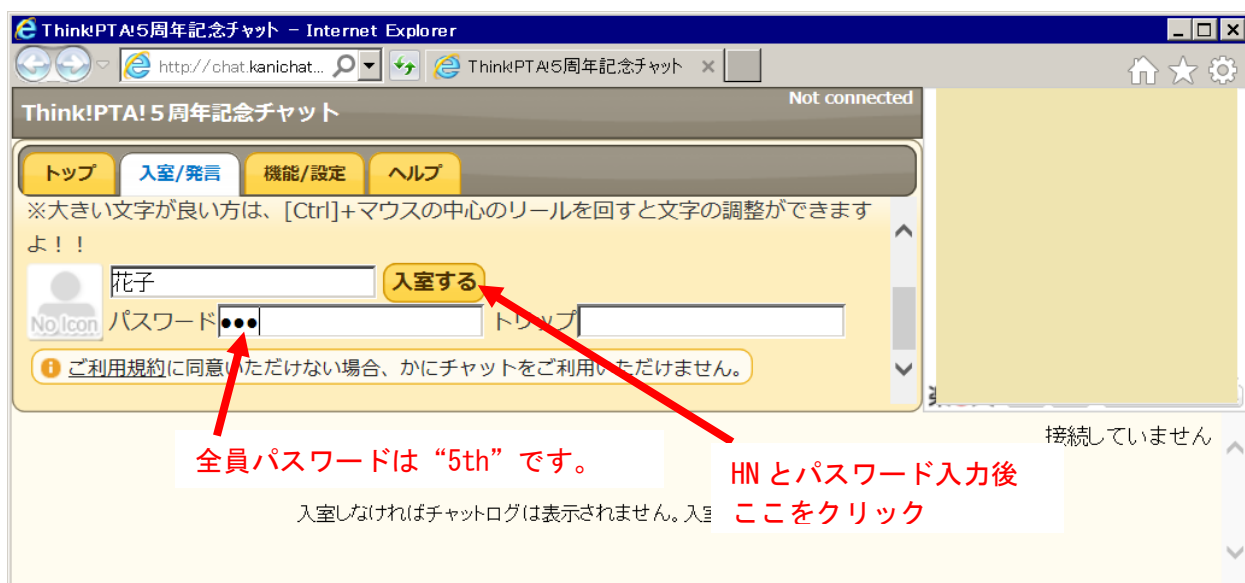 Think!PTA!5周年記念チャット - Internet Explorer
http://chat.kanichat...
Think!PTA!5周年記念チャット
Think!PTA!５周年記念チャット
Not connected
トップ
入室/発言
機能/設定
ヘルプ
※大きい文字が良い方は、[Ctrl]+マウスの中心のリールを回すと文字の調整ができます
よ！！
花子
入室する
No Icon
パスワード●●●
トリップ
ご利用規約に同意いただけない場合、かにチャットをご利用いただけません。
接続していません
全員パスワードは“5th”です。
HNとパスワード入力後
ここをクリック
入室しなければチャットログは表示されません。入室